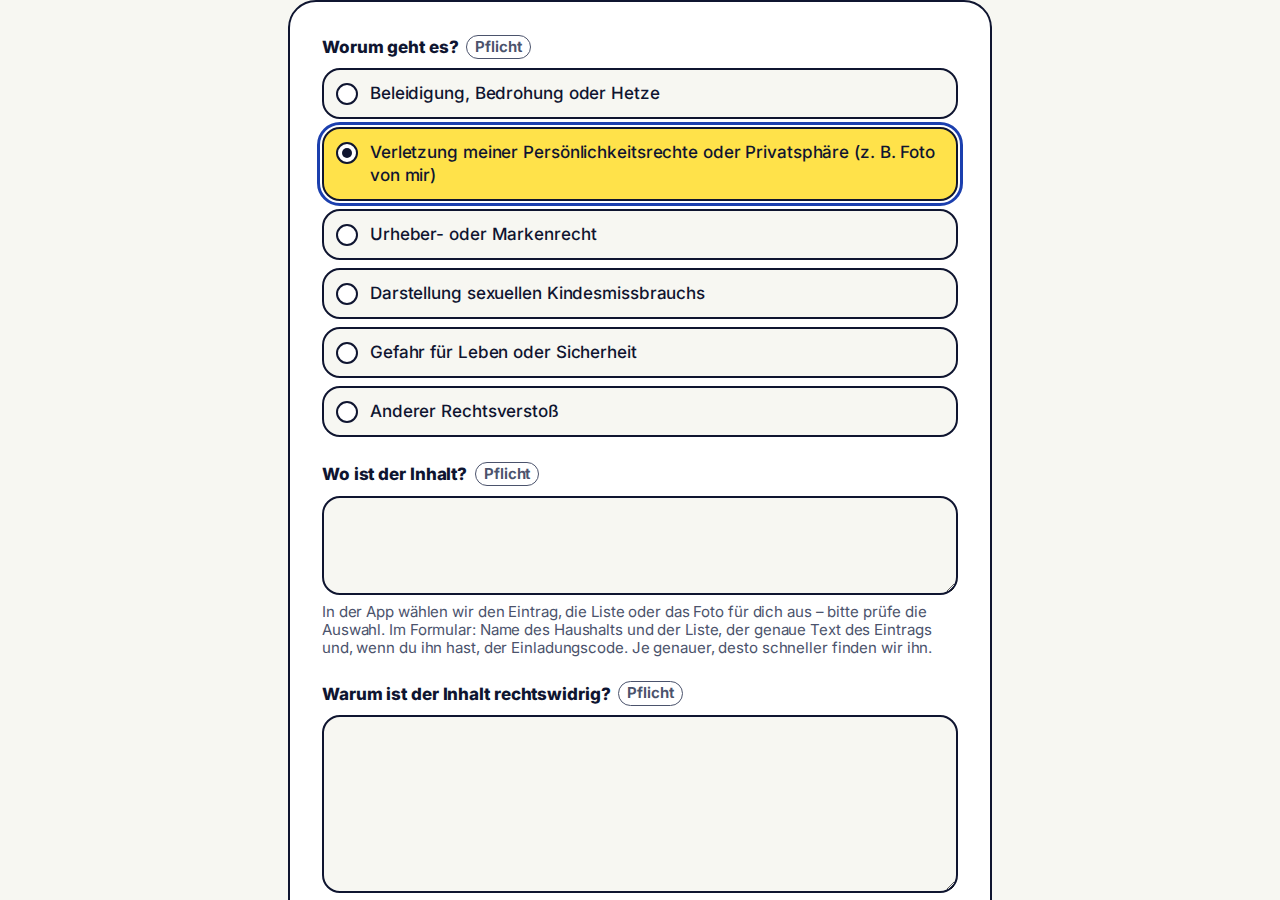 Worum geht es? Pflicht
Beleidigung, Bedrohung oder Hetze
Verletzung meiner Persönlichkeitsrechte oder Privatsphäre (z. B. Foto
von mir)
Urheber- oder Markenrecht
Darstellung sexuellen Kindesmissbrauchs
Gefahr für Leben oder Sicherheit
Anderer Rechtsverstoß
Wo ist der Inhalt? Pflicht
In der App wählen wir den Eintrag, die Liste oder das Foto für dich aus – bitte prüfe die
Auswahl. Im Formular: Name des Haushalts und der Liste, der genaue Text des Eintrags
und, wenn du ihn hast, der Einladungscode. Je genauer, desto schneller finden wir ihn.
Warum ist der Inhalt rechtswidrig? Pflicht